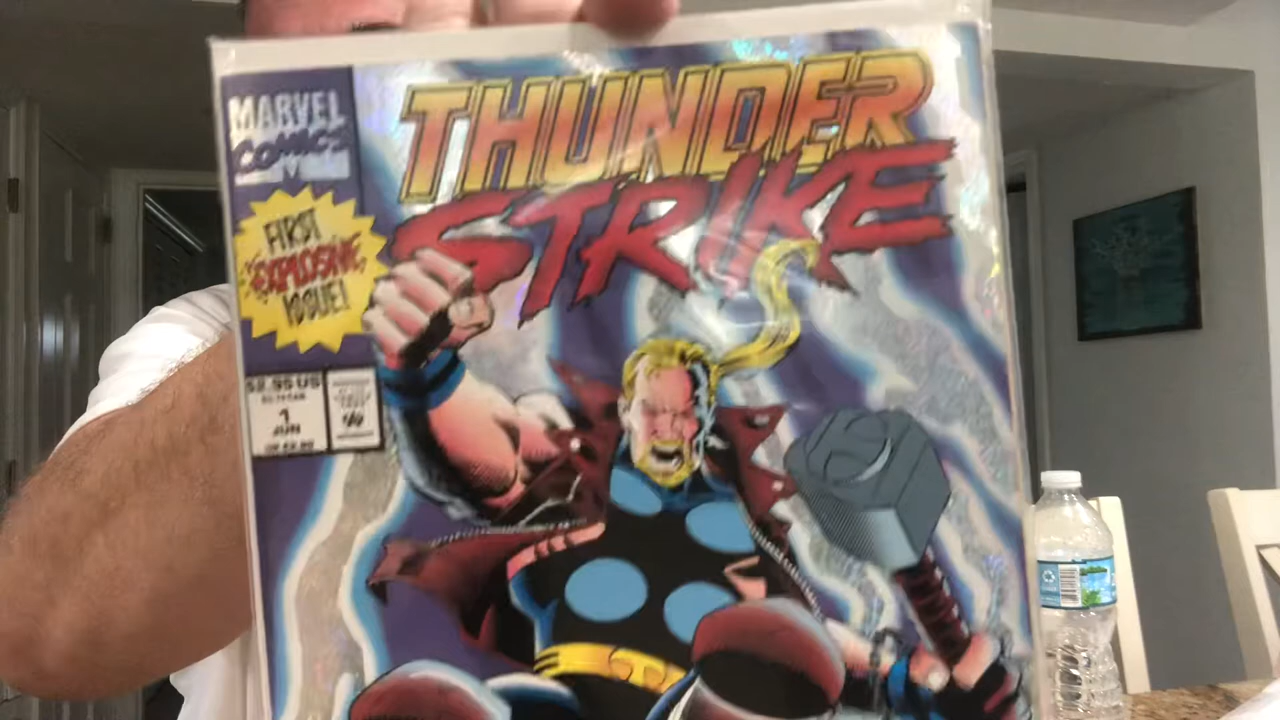 MARVEL
COMICS
THUNDER
STRIKE
FIRST
EXPLOSIVE
ISSUE!
$2.95 US
1
JUN